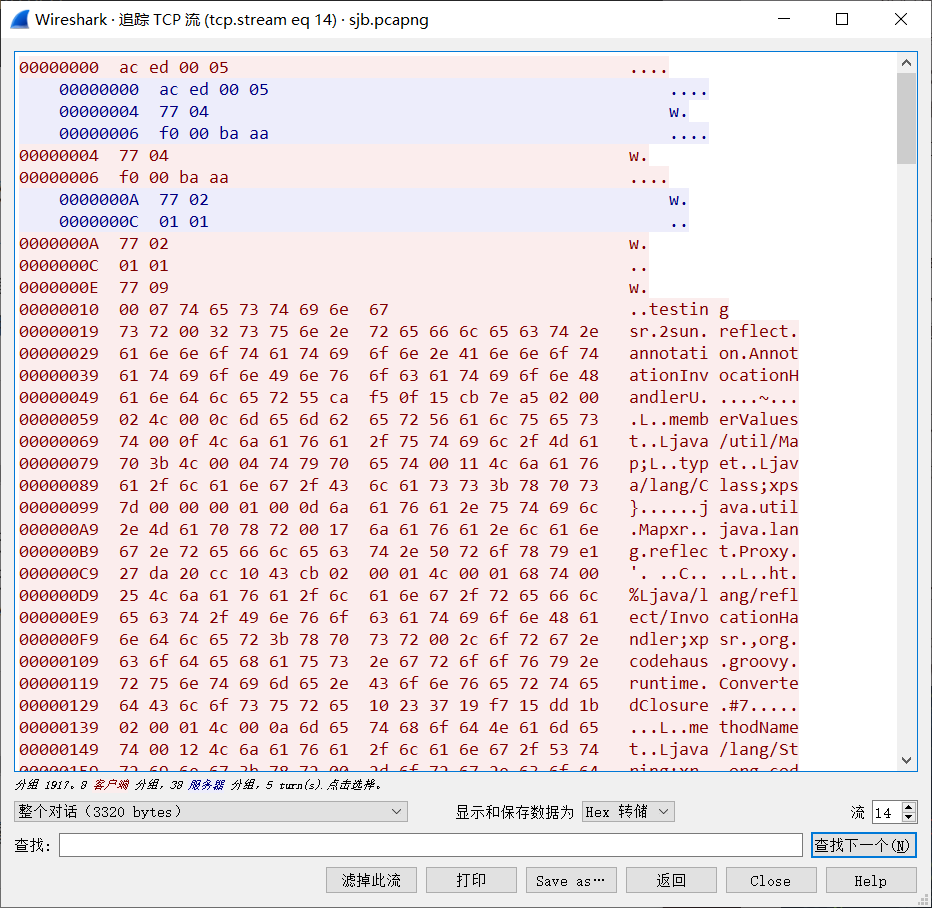 Wireshark · 追踪 TCP 流 (tcp.stream eq 14) · sjb.pcapng
00000000  ac ed 00 05  ....
00000000  ac ed 00 05  ....
00000004  77 04  w.
00000006  f0 00 ba aa  ....
00000004  77 04  w.
00000006  f0 00 ba aa  ....
0000000A  77 02  w.
0000000C  01 01  ..
0000000A  77 02  w.
0000000C  01 01  ..
0000000E  77 09  w.
00000010  00 07 74 65 73 74 69 6e  67  ..testin g
00000019  73 72 00 32 73 75 6e 2e  72 65 66 6c 65 63 74 2e  sr.2sun. reflect.
00000029  61 6e 6e 6f 74 61 74 69  6f 6e 2e 41 6e 6e 6f 74  annotati on.Annot
00000039  61 74 69 6f 6e 49 6e 76  6f 63 61 74 69 6f 6e 48  ationInv ocationH
00000049  61 6e 64 6c 65 72 55 ca  f5 0f 15 cb 7e a5 02 00  andlerU. ....~...
00000059  02 4c 00 0c 6d 65 6d 62  65 72 56 61 6c 75 65 73  .L..memb erValues
00000069  74 00 0f 4c 6a 61 76 61  2f 75 74 69 6c 2f 4d 61  t..Ljava /util/Ma
00000079  70 3b 4c 00 04 74 79 70  65 74 00 11 4c 6a 61 76  p;L..typ et..Ljav
00000089  61 2f 6c 61 6e 67 2f 43  6c 61 73 73 3b 78 70 73  a/lang/C lass;xps
00000099  7d 00 00 00 01 00 0d 6a  61 76 61 2e 75 74 69 6c  }......j ava.util
000000A9  2e 4d 61 70 78 72 00 17  6a 61 76 61 2e 6c 61 6e  .Mapxr.. java.lan
000000B9  67 2e 72 65 66 6c 65 63  74 2e 50 72 6f 78 79 e1  g.reflec t.Proxy.
000000C9  27 da 20 cc 10 43 cb 02  00 01 4c 00 01 68 74 00  '. ..C.. ..L..ht.
000000D9  25 4c 6a 61 76 61 2f 6c  61 6e 67 2f 72 65 66 6c  %Ljava/l ang/refl
000000E9  65 63 74 2f 49 6e 76 6f  63 61 74 69 6f 6e 48 61  ect/Invo cationHa
000000F9  6e 64 6c 65 72 3b 78 70  73 72 00 2c 6f 72 67 2e  ndler;xp sr.,org.
00000109  63 6f 64 65 68 61 75 73  2e 67 72 6f 6f 76 79 2e  codehaus .groovy.
00000119  72 75 6e 74 69 6d 65 2e  43 6f 6e 76 65 72 74 65  runtime. Converte
00000129  64 43 6c 6f 73 75 72 65  10 23 37 19 f7 15 dd 1b  dClosure .#7.....
00000139  02 00 01 4c 00 0a 6d 65  74 68 6f 64 4e 61 6d 65  ...L..me thodName
00000149  74 00 12 4c 6a 61 76 61  2f 6c 61 6e 67 2f 53 74  t..Ljava /lang/St
00000159  72 69 6e 67 3b 78 72 00  2d 6f 72 67 2e 63 6f 64  ring;xr. -org.cod
分组 1917。8 客户端 分组，30 服务器 分组，5 turn(s).点击选择。
整个对话（3320 bytes）  显示和保存数据为  Hex 转储  流  14
查找：  查找下一个(N)
滤掉此流  打印  Save as…  返回  Close  Help